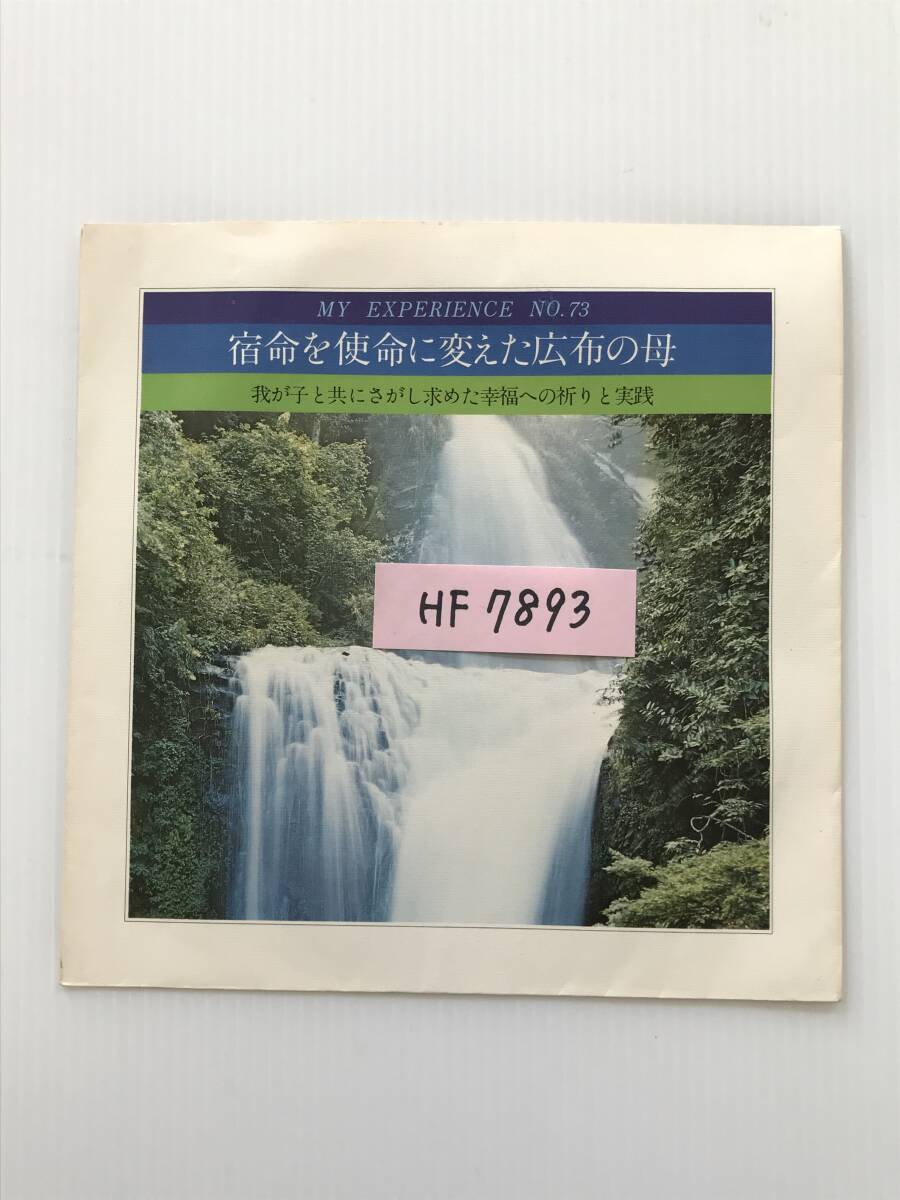 MY EXPERIENCE NO.73
宿命を使命に変えた広布の母
我が子と共にさがし求めた幸福への祈りと実践
HF 7893